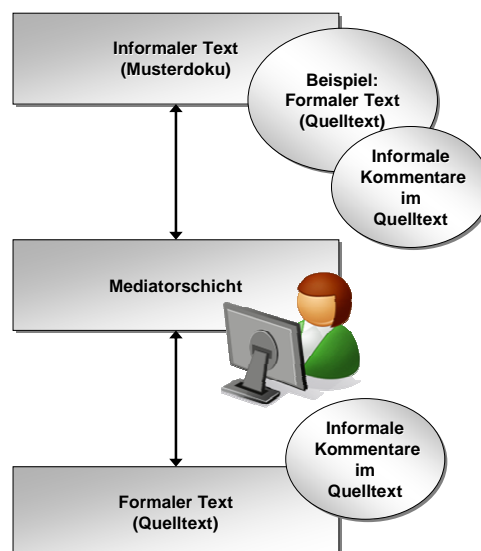 Informaler Text
(Musterdoku)
Beispiel:
Formaler Text
(Quelltext)
Informale
Kommentare
im
Quelltext
Mediatorschicht
Informale
Kommentare
im
Quelltext
Formaler Text
(Quelltext)